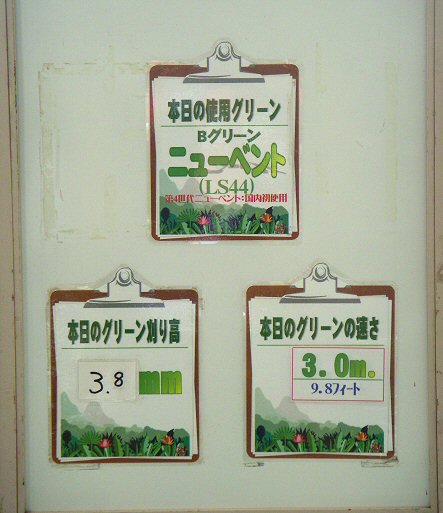 本日の使用グリーン
Bグリーン
ニューベント
(LS44)
第4世代ニューベント:国内初使用
本日のグリーン刈り高
3.8 mm
本日のグリーンの速さ
3.0m.
9.8フィート